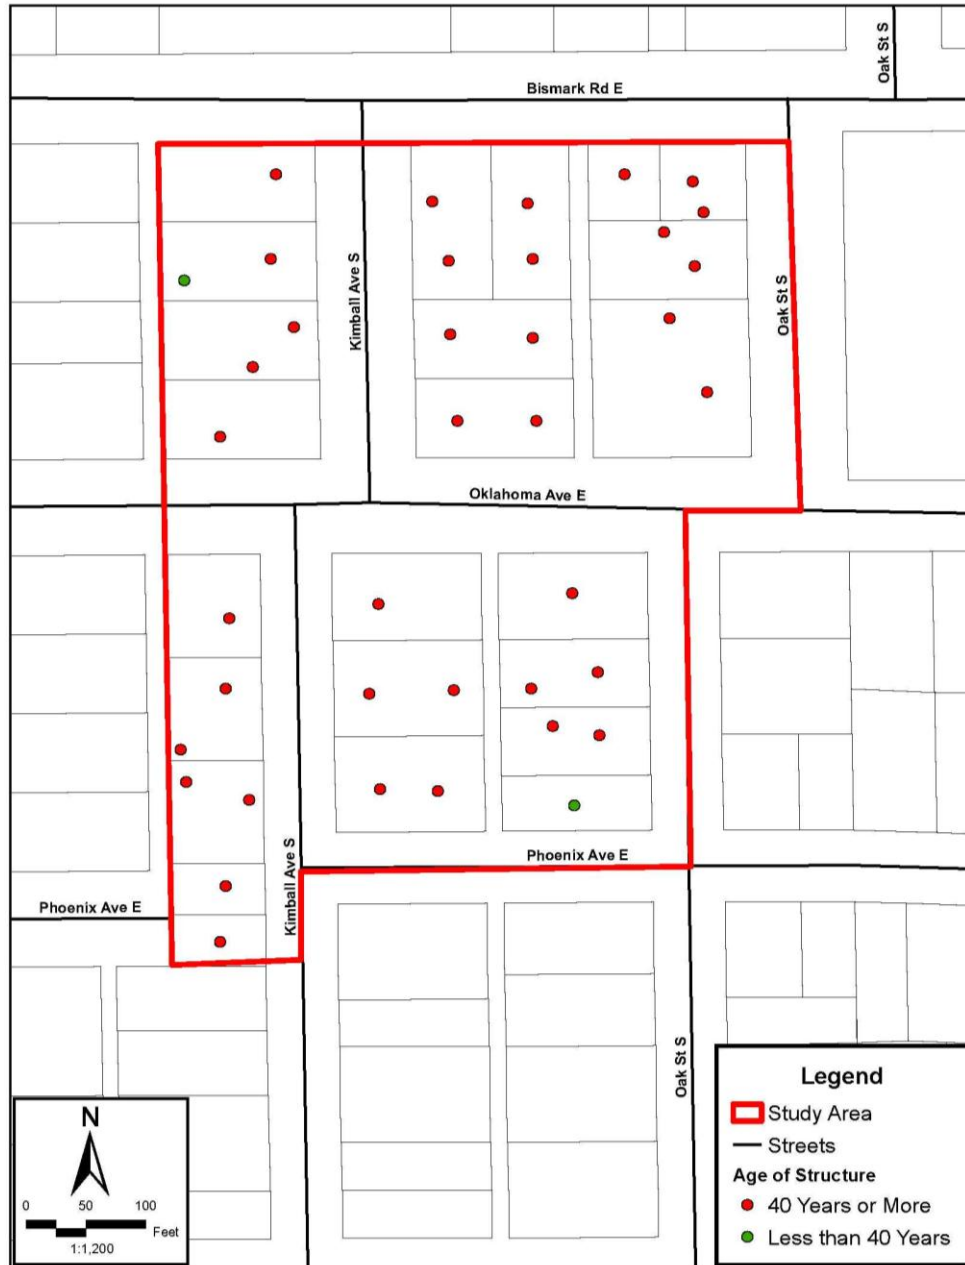 Oak St S
Bismark Rd E
Kimball Ave S
Oak St S
Oklahoma Ave E
Kimball Ave S
Phoenix Ave E
Phoenix Ave E
Oak St S
N
0 50 100
Feet
1:1,200
Legend
Study Area
Streets
Age of Structure
40 Years or More
Less than 40 Years